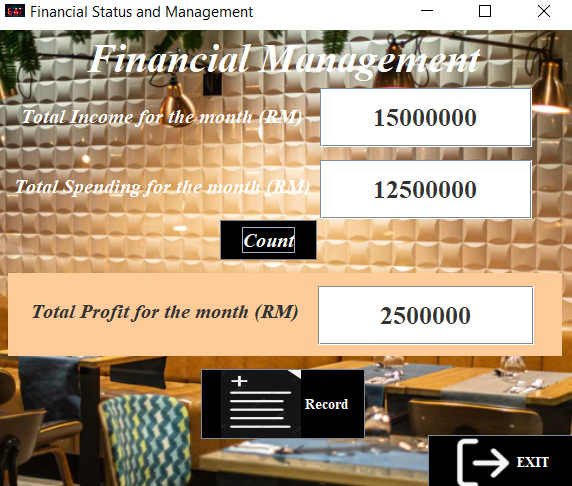 Financial Status and Management
Financial Management
Total Income for the month (RM)
15000000
Total Spending for the month (RM)
12500000
Count
Total Profit for the month (RM)
2500000
Record
EXIT